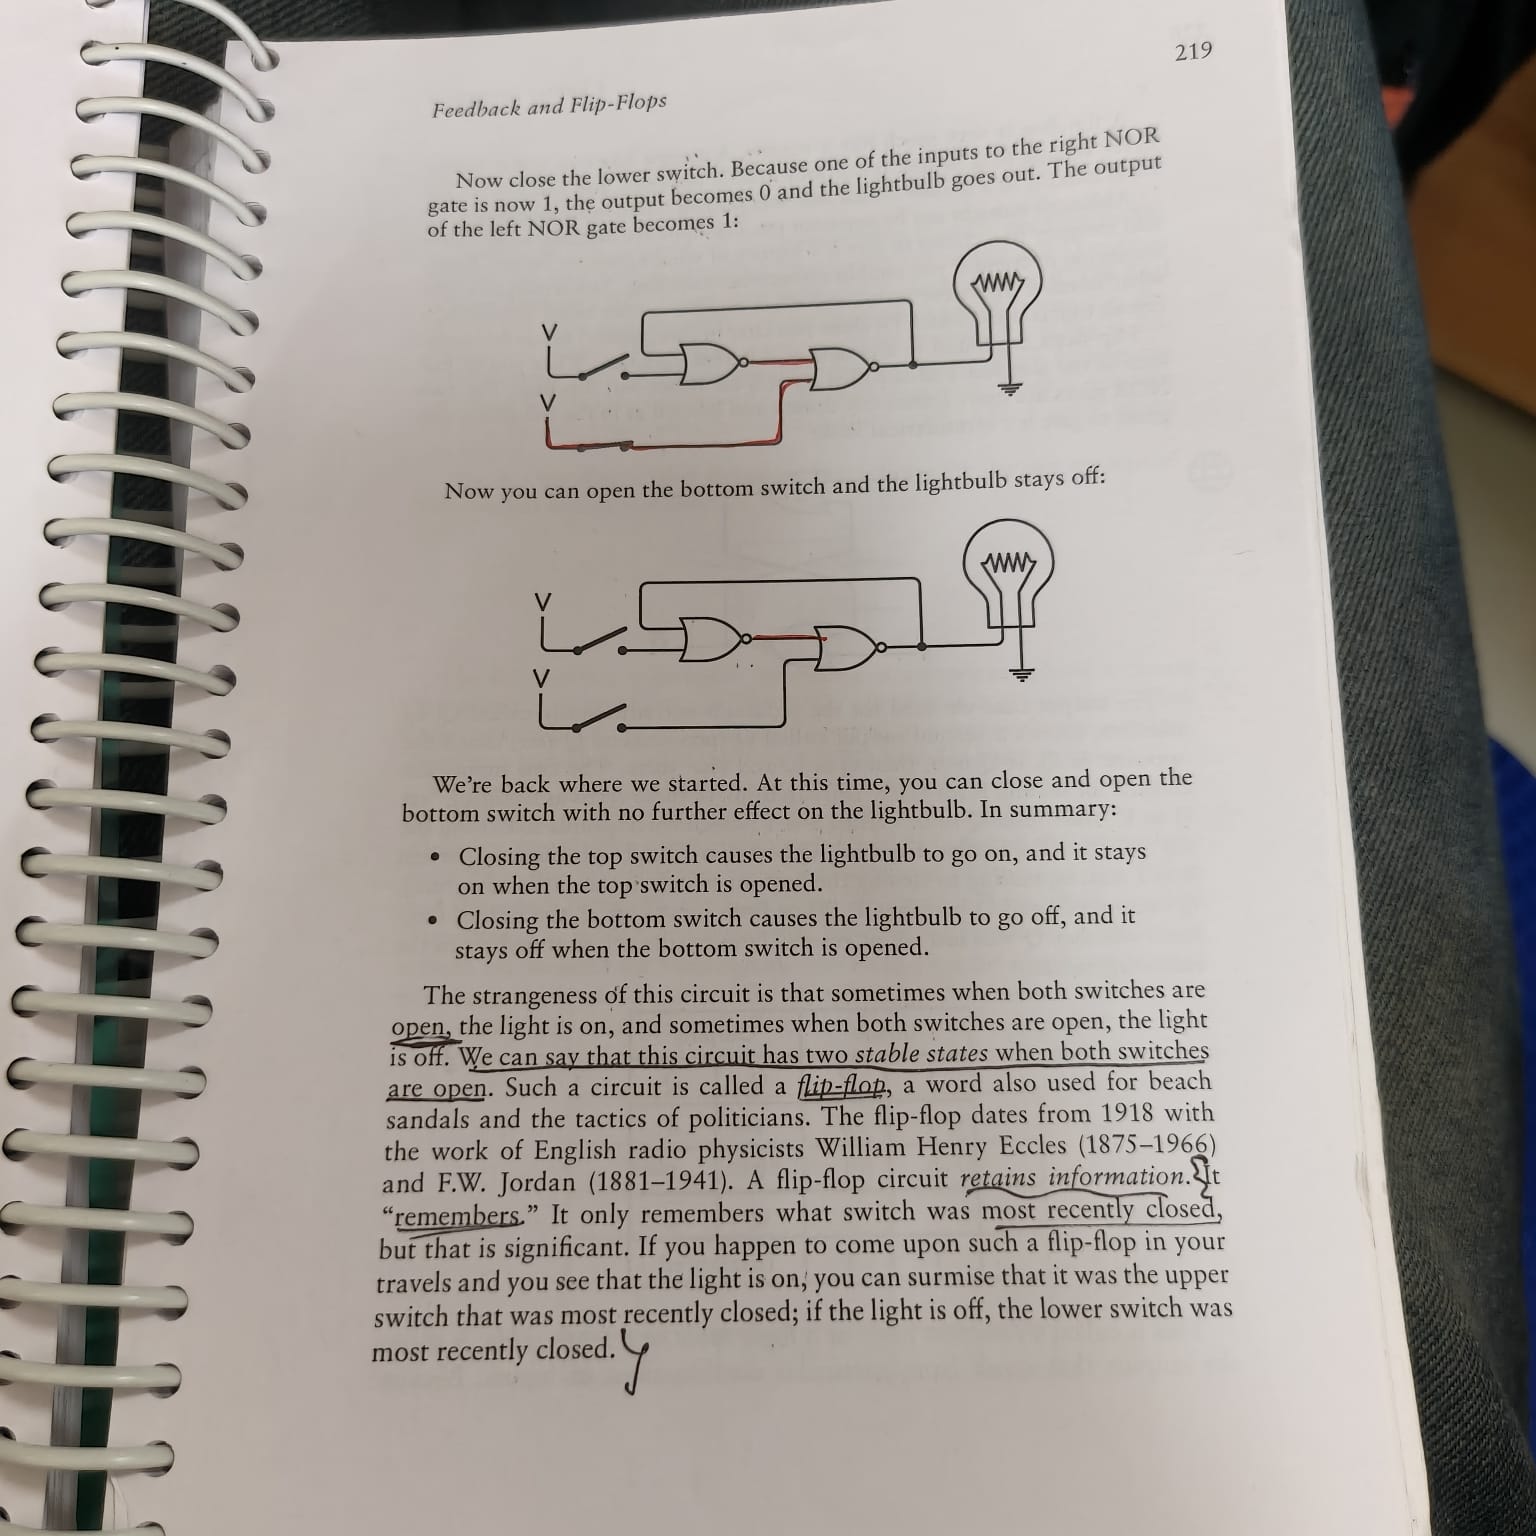 219
Feedback and Flip-Flops
Now close the lower switch. Because one of the inputs to the right NOR
gate is now 1, the output becomes 0 and the lightbulb goes out. The output
of the left NOR gate becomes 1:
V
V
Now you can open the bottom switch and the lightbulb stays off:
V
V
We're back where we started. At this time, you can close and open the
bottom switch with no further effect on the lightbulb. In summary:
• Closing the top switch causes the lightbulb to go on, and it stays
on when the top switch is opened.
• Closing the bottom switch causes the lightbulb to go off, and it
stays off when the bottom switch is opened.
The strangeness of this circuit is that sometimes when both switches are
open, the light is on, and sometimes when both switches are open, the light
is off. We can say that this circuit has two stable states when both switches
are open. Such a circuit is called a flip-flop, a word also used for beach
sandals and the tactics of politicians. The flip-flop dates from 1918 with
the work of English radio physicists William Henry Eccles (1875–1966)
and F.W. Jordan (1881–1941). A flip-flop circuit retains information. It
“remembers.” It only remembers what switch was most recently closed,
but that is significant. If you happen to come upon such a flip-flop in your
travels and you see that the light is on, you can surmise that it was the upper
switch that was most recently closed; if the light is off, the lower switch was
most recently closed.